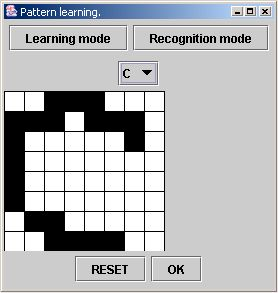 Pattern learning.
Learning mode Recognition mode
C
RESET OK